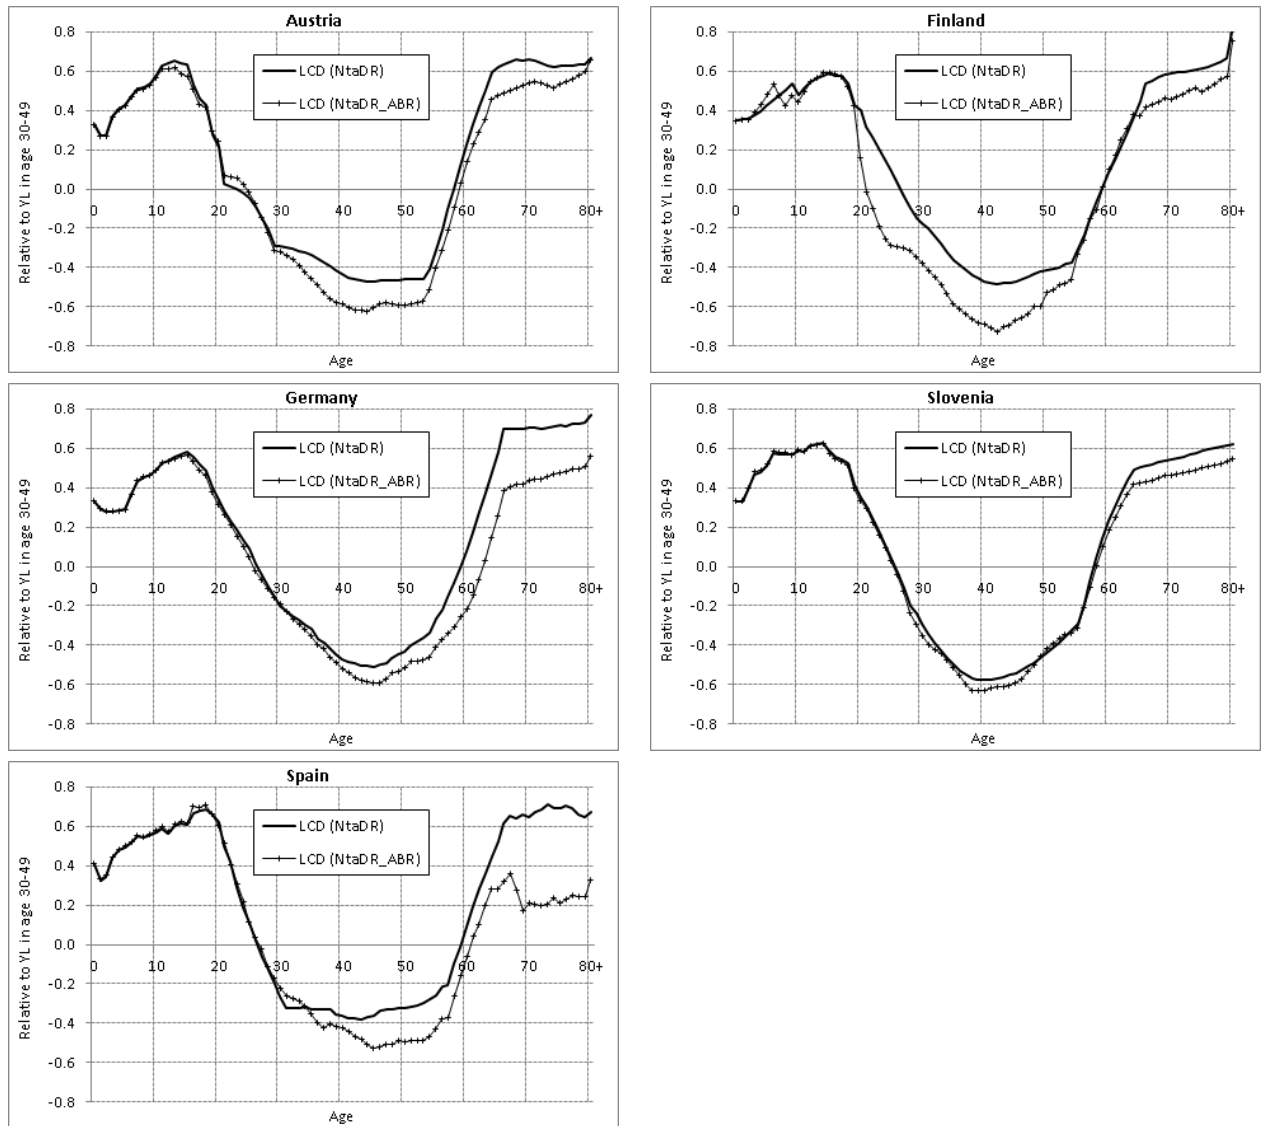 Austria
0.8
0.6
0.4
0.2
0.0
-0.2
-0.4
-0.6
-0.8
Relative to YL in age 30-49
LCD (NtaDR)
LCD (NtaDR_ABR)
0 10 20 30 40 50 60 70 80+
Age
Finland
0.8
0.6
0.4
0.2
0.0
-0.2
-0.4
-0.6
-0.8
Relative to YL in age 30-49
LCD (NtaDR)
LCD (NtaDR_ABR)
0 10 20 30 40 50 60 70 80+
Age
Germany
0.8
0.6
0.4
0.2
0.0
-0.2
-0.4
-0.6
-0.8
Relative to YL in age 30-49
LCD (NtaDR)
LCD (NtaDR_ABR)
0 10 20 30 40 50 60 70 80+
Age
Slovenia
0.8
0.6
0.4
0.2
0.0
-0.2
-0.4
-0.6
-0.8
Relative to YL in age 30-49
LCD (NtaDR)
LCD (NtaDR_ABR)
0 10 20 30 40 50 60 70 80+
Age
Spain
0.8
0.6
0.4
0.2
0.0
-0.2
-0.4
-0.6
-0.8
Relative to YL in age 30-49
LCD (NtaDR)
LCD (NtaDR_ABR)
0 10 20 30 40 50 60 70 80+
Age